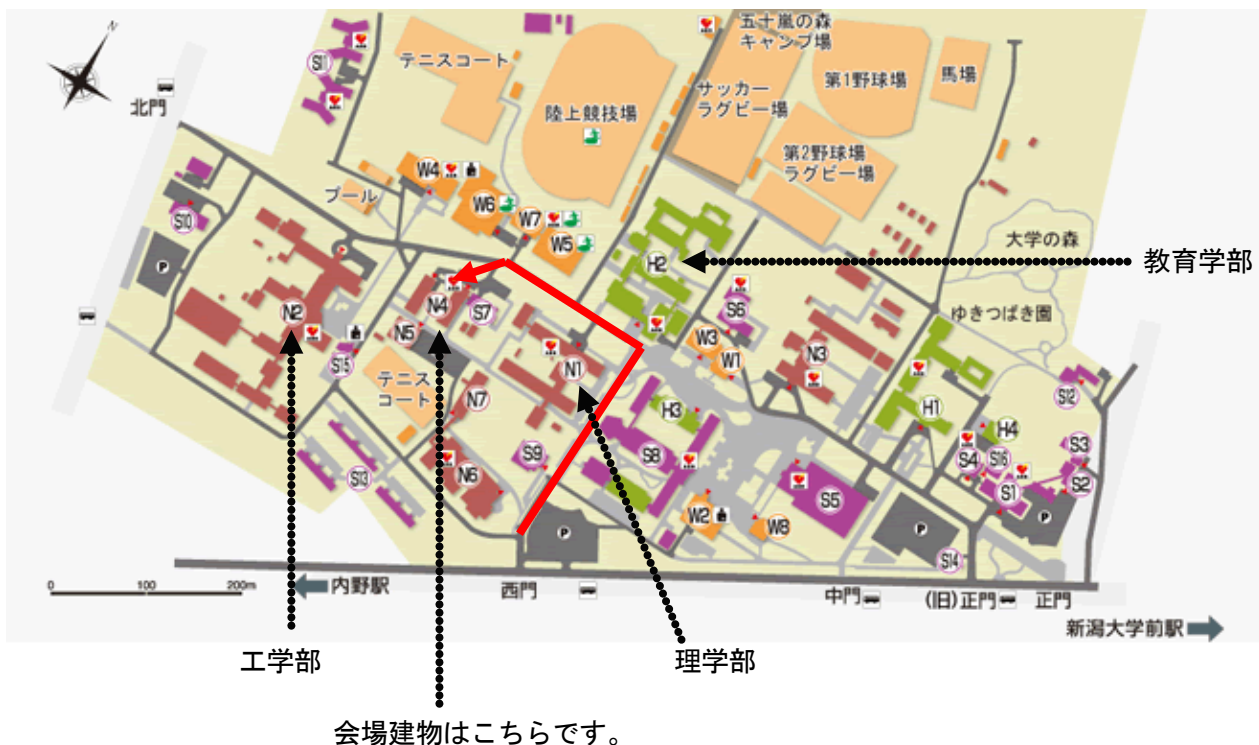 N
五十嵐の森
キャンプ場
テニスコート
S11
北門
陸上競技場
サッカー
ラグビー場
第1野球場
馬場
第2野球場
ラグビー場
W4
プール
W6
W7
W5
S10
H2
大学の森
教育学部
P
N2
N4
S7
S6
ゆきつばき園
N5
W3
W1
N3
S15
N1
テニス
コート
N7
H3
H1
S12
H4
S3
S9
S8
S4
S16
S13
N6
S5
S1
S2
P
W2
W8
P
P
S14
0
100
200m
内野駅
西門
中門
(旧)正門
正門
新潟大学前駅
工学部
理学部
会場建物はこちらです。